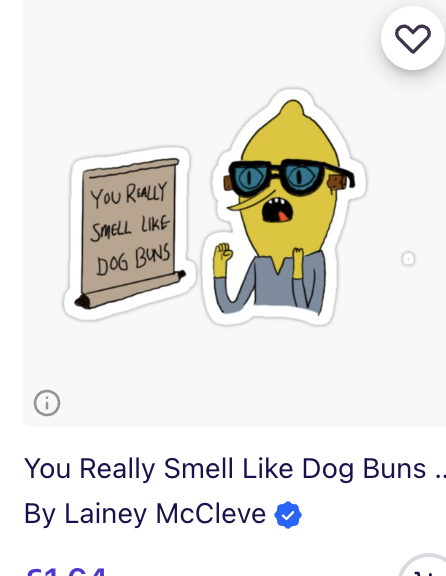 YOU REALLY
SMELL LIKE
DOG BUNS
You Really Smell Like Dog Buns ..
By Lainey McCleve